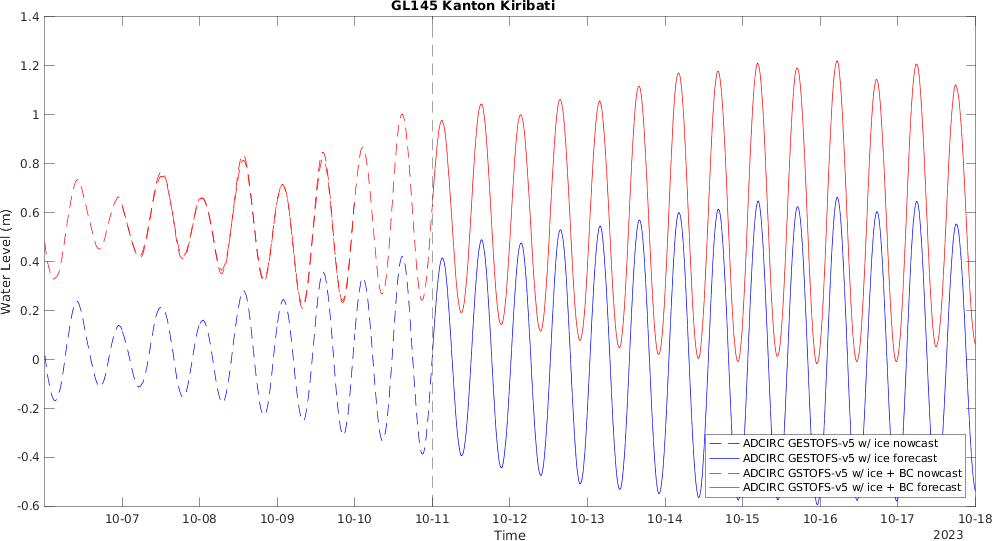 GL145 Kanton Kiribati
1.4
1.2
1
0.8
0.6
0.4
0.2
0
-0.2
-0.4
-0.6
Water Level (m)
ADCIRC GESTOFS-v5 w/ ice nowcast
ADCIRC GESTOFS-v5 w/ ice forecast
ADCIRC GSTOFS-v5 w/ ice + BC nowcast
ADCIRC GSTOFS-v5 w/ ice + BC forecast
10-07 10-08 10-09 10-10 10-11 10-12 10-13 10-14 10-15 10-16 10-17 10-18
Time
2023